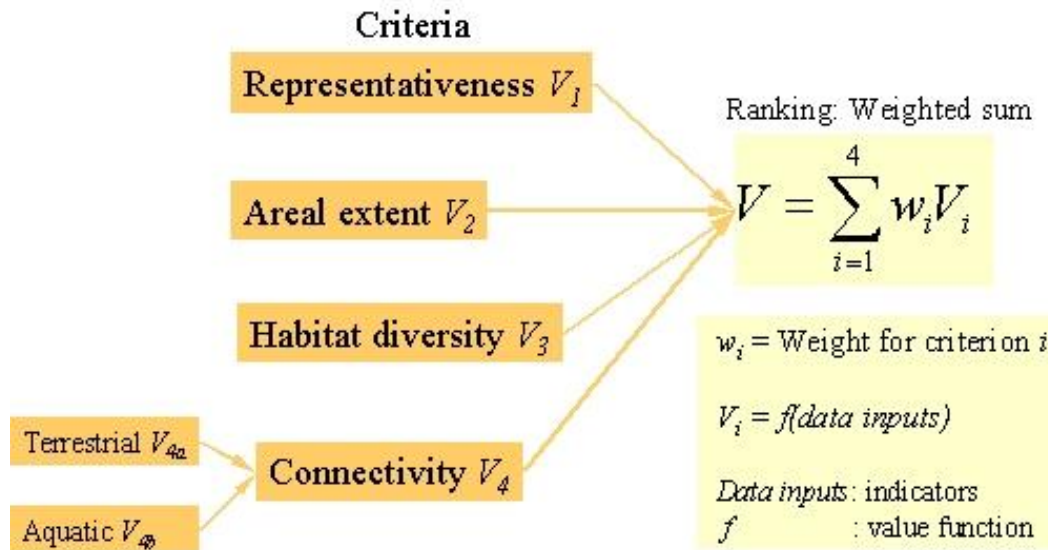 Criteria
Representativeness V1
Ranking: Weighted sum
Areal extent V2
V = ∑ wiVi
4
i=1
Habitat diversity V3
wi = Weight for criterion i
Vi = f(data inputs)
Terrestrial V4a
Connectivity V4
Data inputs: indicators
Aquatic V4b
f : value function